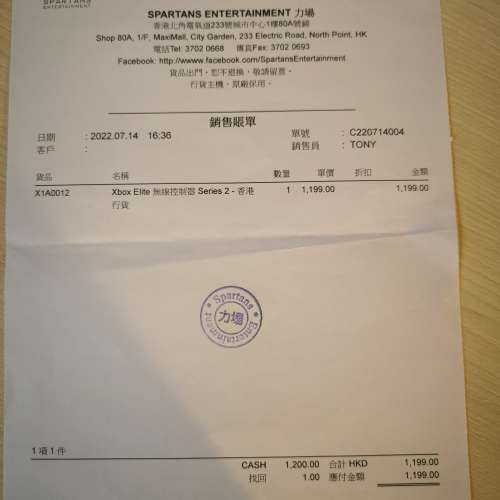 SPARTANS
ENTERTAINMENT
SPARTANS ENTERTAINMENT 力場
香港北角電氣道233號城市中心1樓80A號鋪
Shop 80A, 1/F, MaxiMall, City Garden, 233 Electric Road, North Point, HK
電話Tel: 3702 0668 傳真Fax: 3702 0693
Facebook: http://www.facebook.com/SpartansEntertainment
貨品出門，恕不退換，敬請留意。
行貨主機，原廠保用。
銷售賬單
日期 : 2022.07.14 16:36 單號 : C220714004
客戶 : 銷售員 : TONY
貨品 名稱 數量 單價 折扣 金額
X1A0012 Xbox Elite 無線控制器 Series 2 - 香港 1 1,199.00 1,199.00
行貨
Spartans
力場
Entertainment
1 項 1 件
CASH 1,200.00 合計 HKD 1,199.00
找回 1.00 應付金額 1,199.00